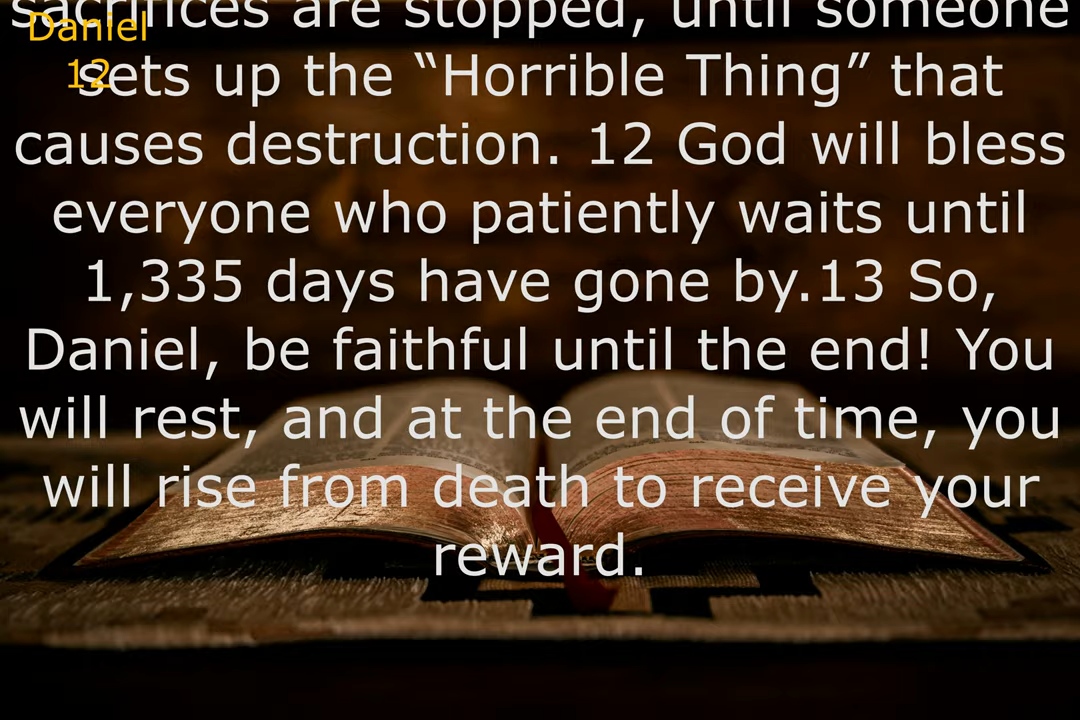 sacrifices are stopped, until someone
Daniel
12
sets up the “Horrible Thing” that
causes destruction. 12 God will bless
everyone who patiently waits until
1,335 days have gone by.13 So,
Daniel, be faithful until the end! You
will rest, and at the end of time, you
will rise from death to receive your
reward.